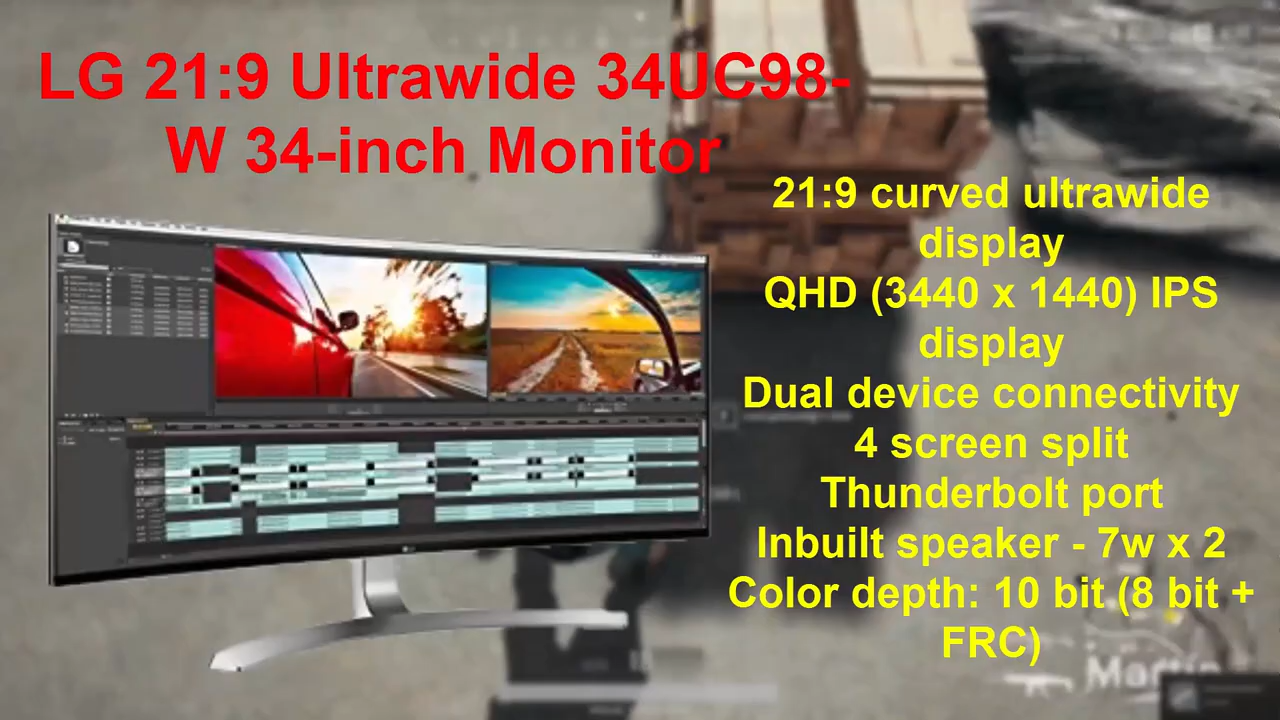 LG 21:9 Ultrawide 34UC98-
W 34-inch Monitor
21:9 curved ultrawide
display
QHD (3440 x 1440) IPS
display
Dual device connectivity
4 screen split
Thunderbolt port
Inbuilt speaker - 7w x 2
Color depth: 10 bit (8 bit +
FRC)